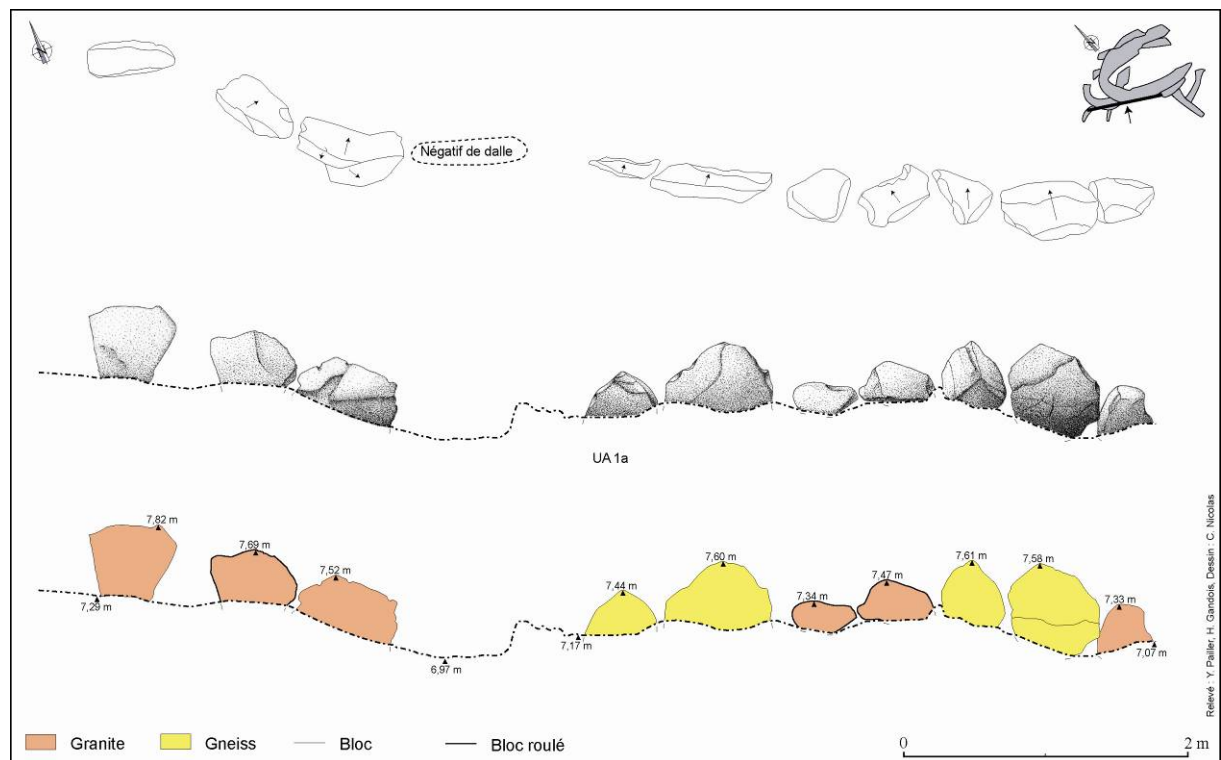 Négatif de dalle
UA 1a
7,82 m
7,69 m
7,52 m
7,29 m
6,97 m
7,44 m
7,60 m
7,34 m
7,47 m
7,61 m
7,58 m
7,33 m
7,17 m
7,07 m
Relevé : Y. Pailler, H. Gandois, Dessin : C. Nicolas
Granite
Gneiss
Bloc
Bloc roulé
0
2 m